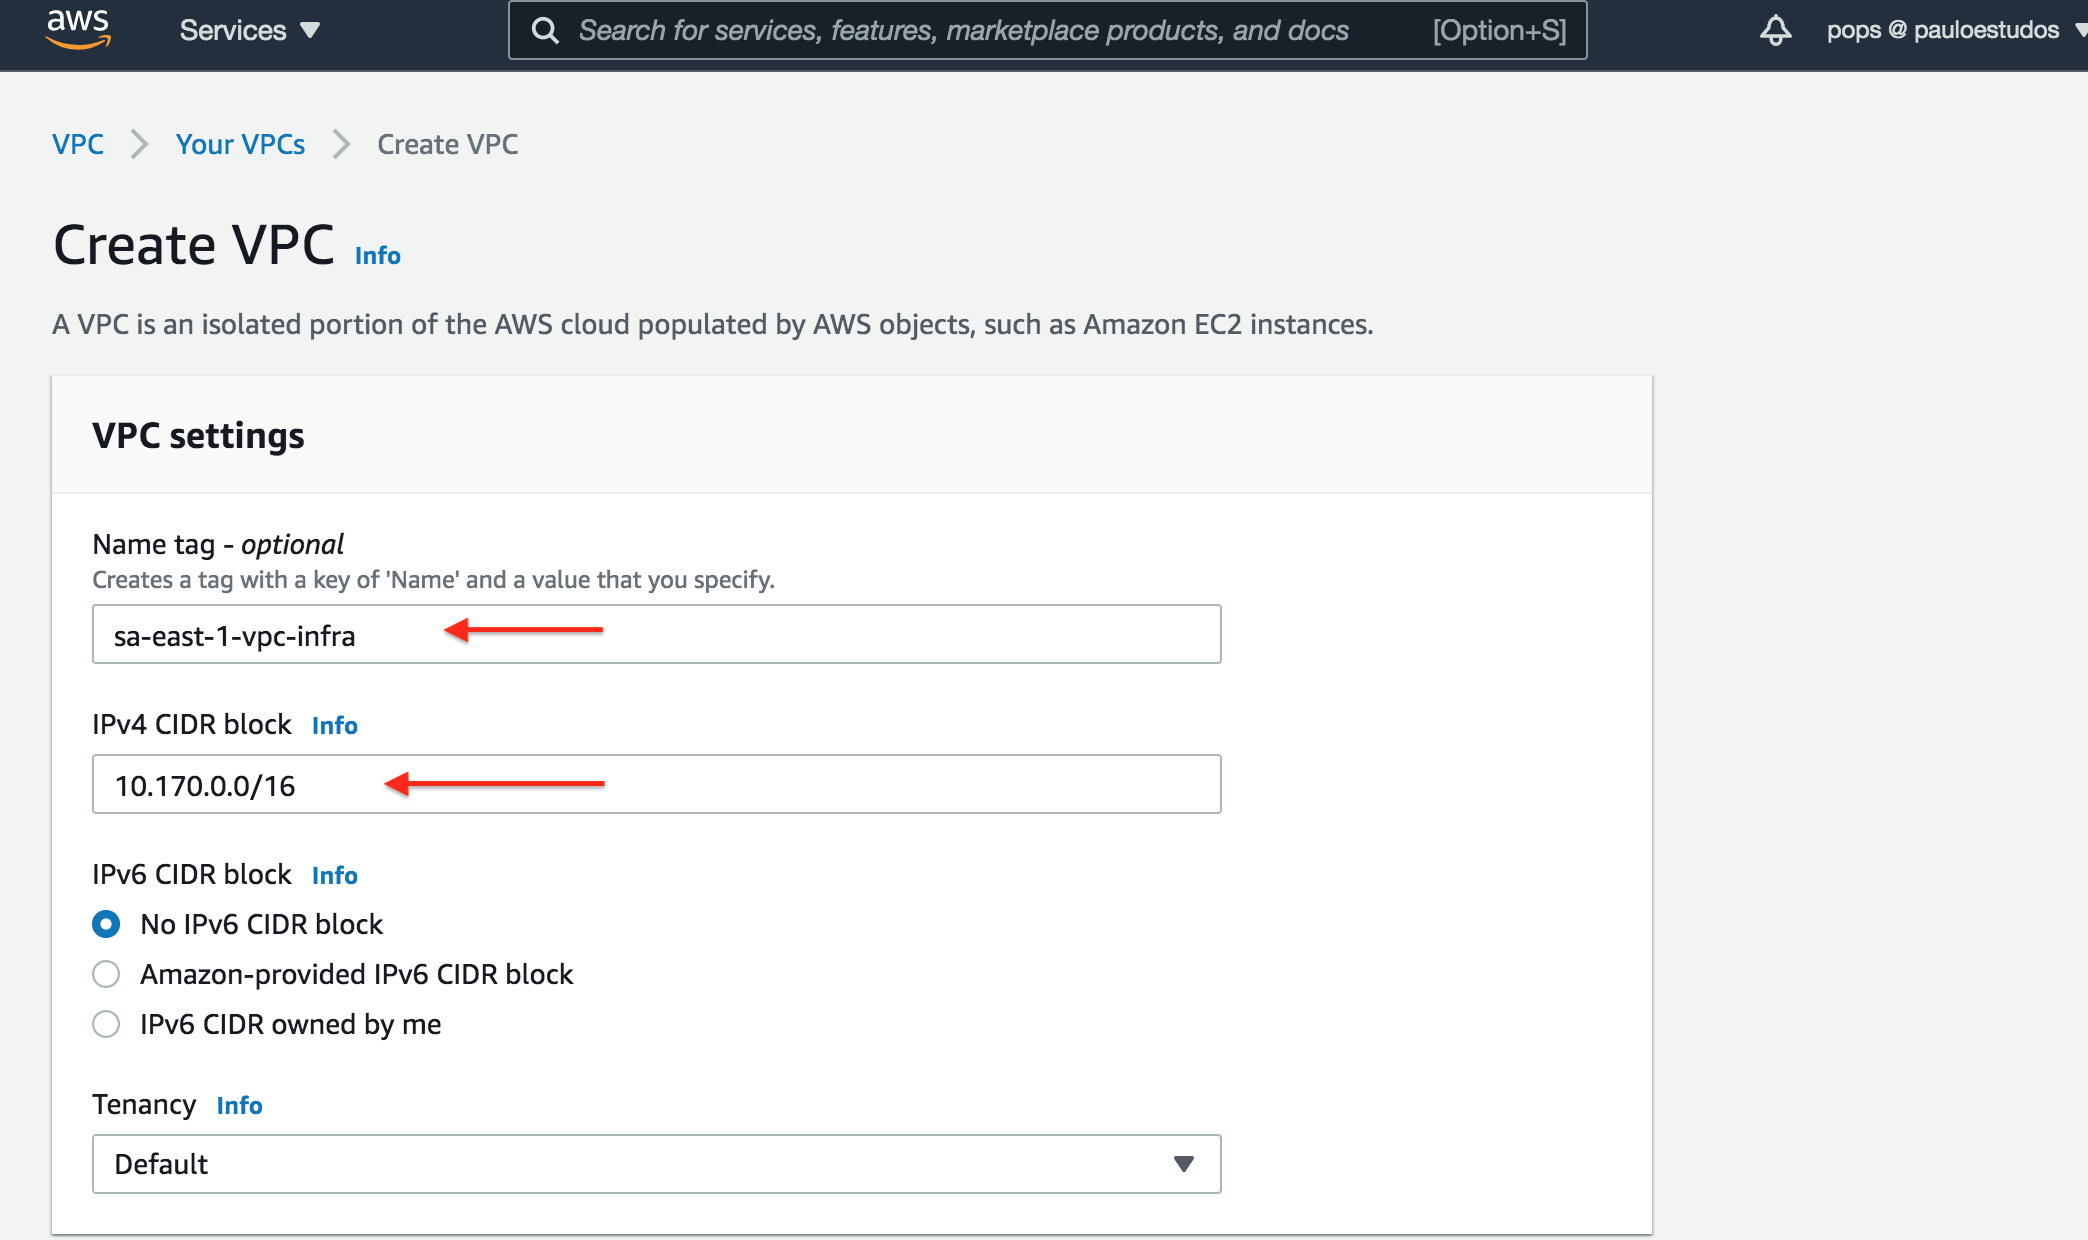 aws Services Search for services, features, marketplace products, and docs [Option+S] pops @ pauloestudos
VPC Your VPCs Create VPC
Create VPC Info
A VPC is an isolated portion of the AWS cloud populated by AWS objects, such as Amazon EC2 instances.
VPC settings
Name tag - optional
Creates a tag with a key of 'Name' and a value that you specify.
sa-east-1-vpc-infra
IPv4 CIDR block Info
10.170.0.0/16
IPv6 CIDR block Info
No IPv6 CIDR block
Amazon-provided IPv6 CIDR block
IPv6 CIDR owned by me
Tenancy Info
Default